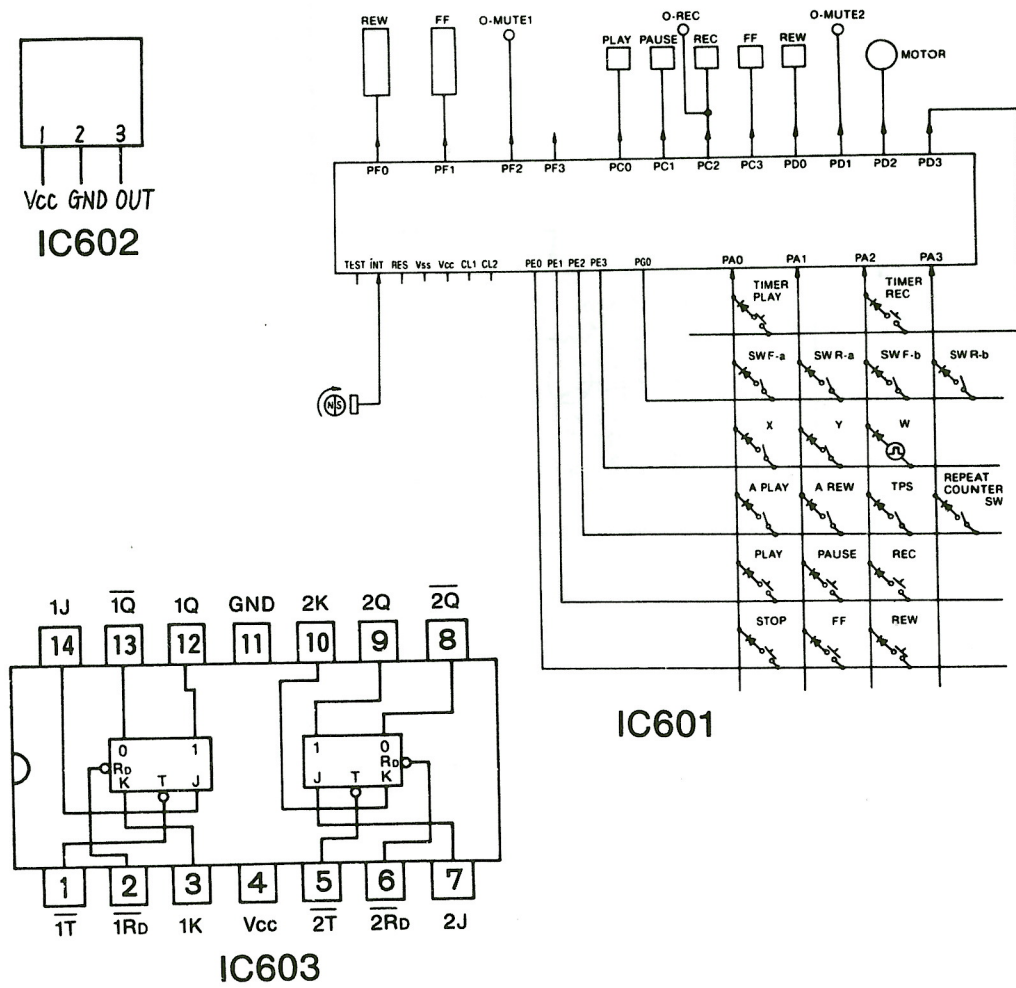 1 2 3
Vcc GND OUT
IC602
REW FF O-MUTE1 PLAY PAUSE O-REC REC FF REW O-MUTE2 MOTOR
PF0 PF1 PF2 PF3 PC0 PC1 PC2 PC3 PD0 PD1 PD2 PD3
TEST INT RES Vss Vcc CL1 CL2 PE0 PE1 PE2 PE3 PG0 PA0 PA1 PA2 PA3
TIMER PLAY
TIMER REC
SW F-a SW R-a SW F-b SW R-b
N S
X Y W
A PLAY A REW TPS REPEAT COUNTER SW
PLAY PAUSE REC
STOP FF REW
IC601
1J 1Q̅ 1Q GND 2K 2Q 2Q̅
14 13 12 11 10 9 8
0 1 1 0
RD K T J J T K RD
1 2 3 4 5 6 7
1T̅ 1R̅D 1K Vcc 2T̅ 2R̅D 2J
IC603